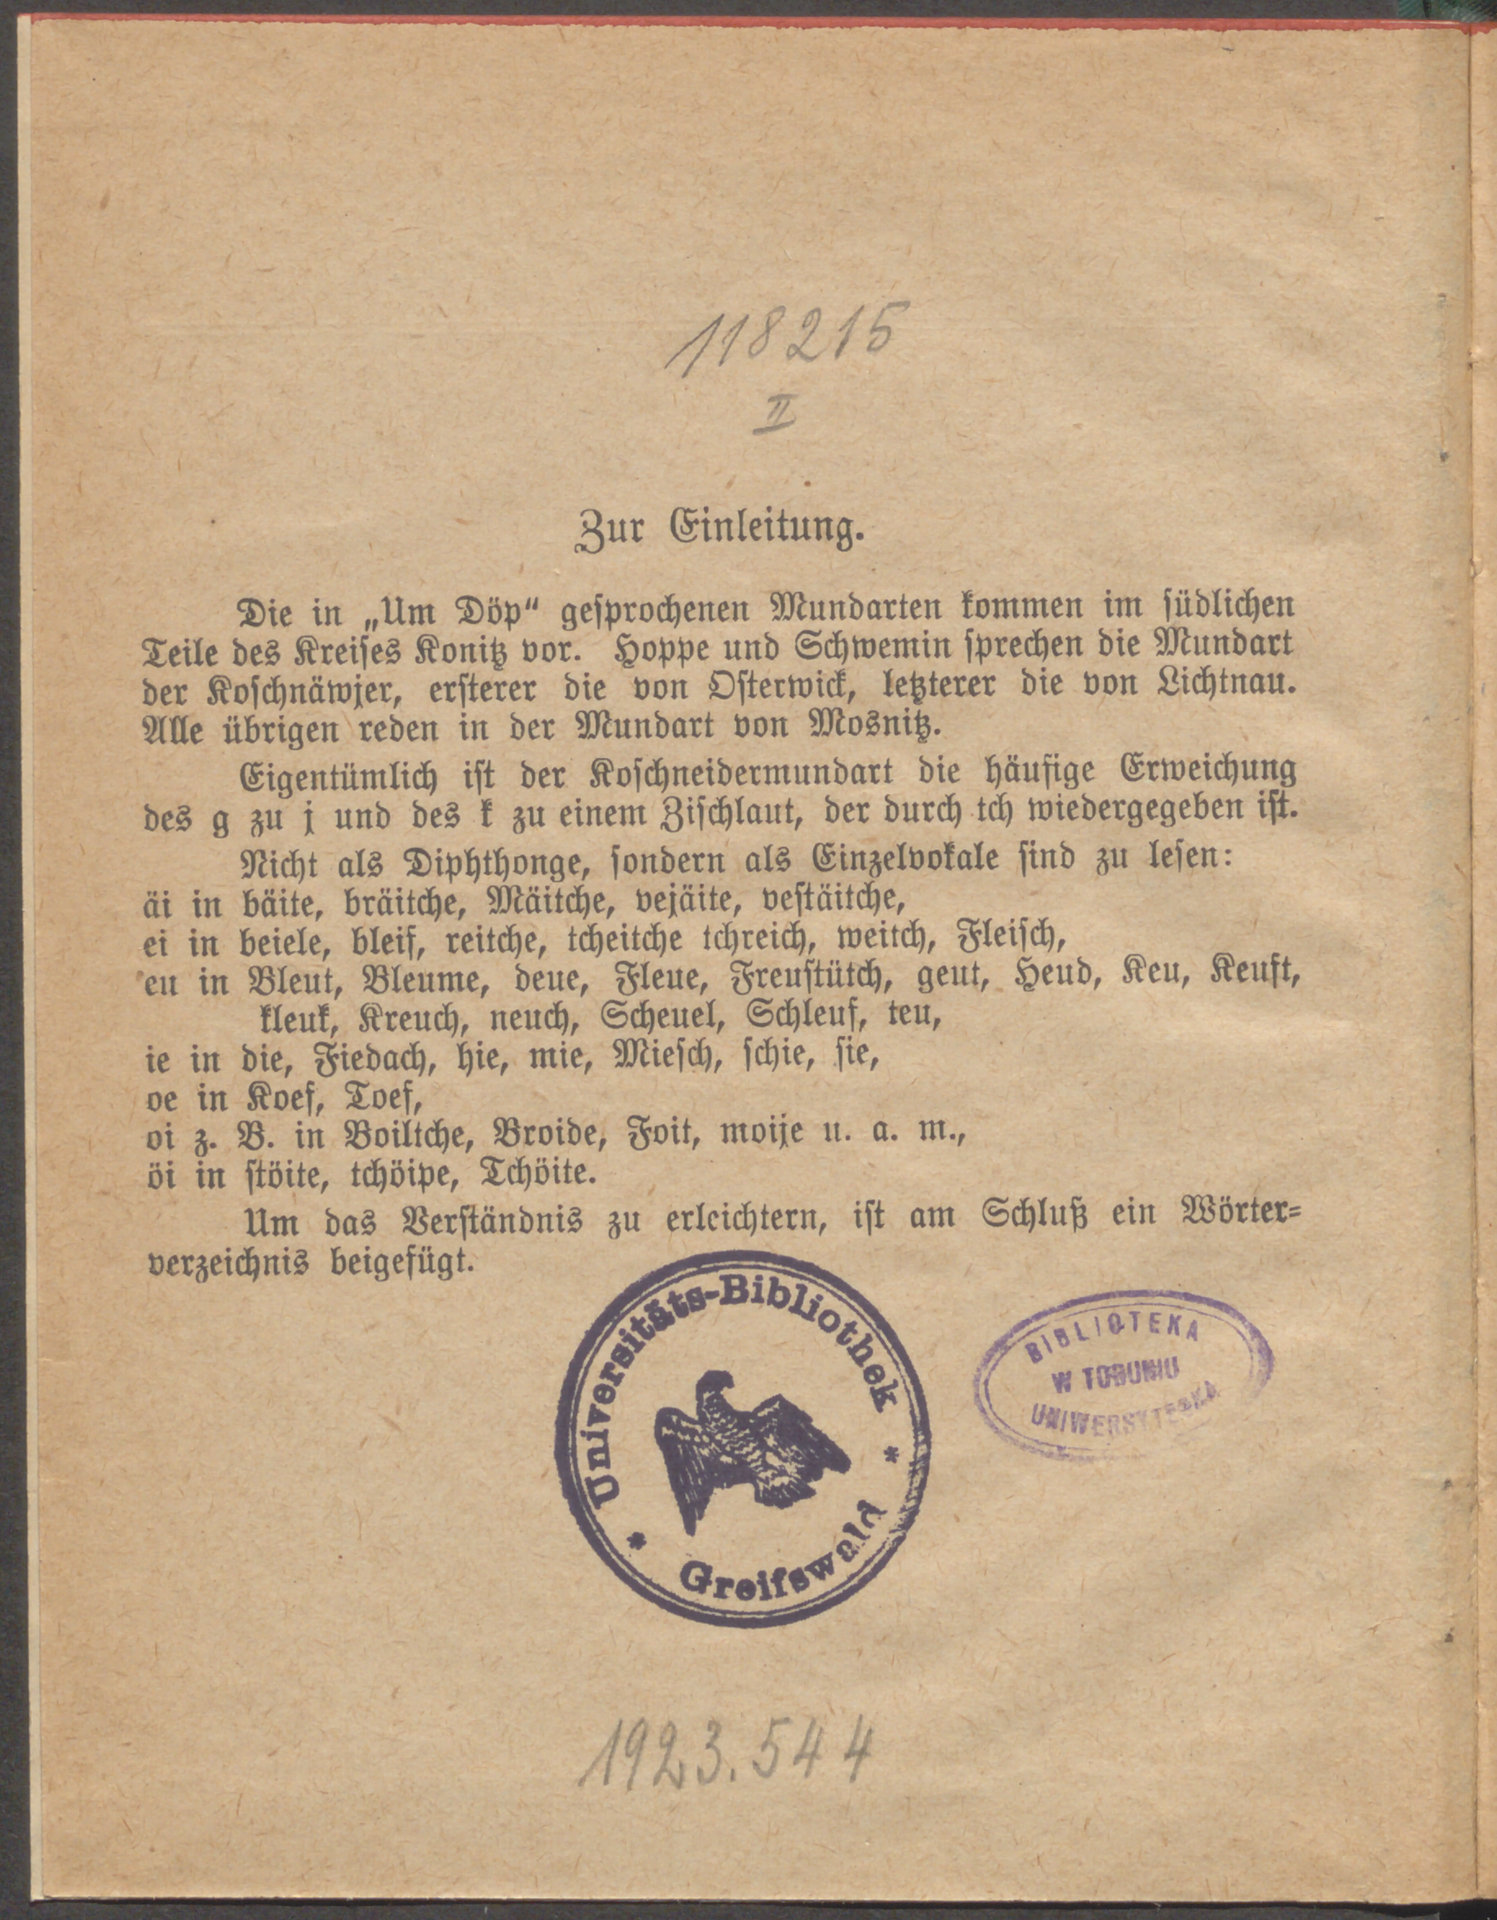 118215
II
Zur Einleitung.
Die in „Um Döp“ gesprochenen Mundarten kommen im südlichen
Teile des Kreises Konitz vor. Hoppe und Schwemin sprechen die Mundart
der Koschnäwjer, ersterer die von Osterwick, letzterer die von Lichtnau.
Alle übrigen reden in der Mundart von Mosnitz.
Eigentümlich ist der Koschneidermundart die häufige Erweichung
des g zu j und des k zu einem Zischlaut, der durch tch wiedergegeben ist.
Nicht als Diphthonge, sondern als Einzelvokale sind zu lesen:
äi in bäite, bräitche, Mäitche, vejäite, vestäitche,
ei in beiele, bleif, reitche, tcheitche tchreich, weitch, Fleisch,
eu in Bleut, Bleume, deue, Fleue, Freustütch, geut, Heud, Keu, Keust,
kleuk, Kreuch, neuch, Scheuel, Schleuf, teu,
ie in die, Fiedach, hie, mie, Miesch, schie, sie,
oe in Koef, Toef,
oi z. B. in Boiltche, Broide, Foit, moije u. a. m.,
öi in stöite, tchöipe, Tchöite.
Um das Verständnis zu erleichtern, ist am Schluß ein Wörter=
verzeichnis beigefügt.
Universitäts-Bibliothek
* Greifswald *
BIBLIOTEKA
W TORUNIU
UNIWERSYTECKA
1923.544